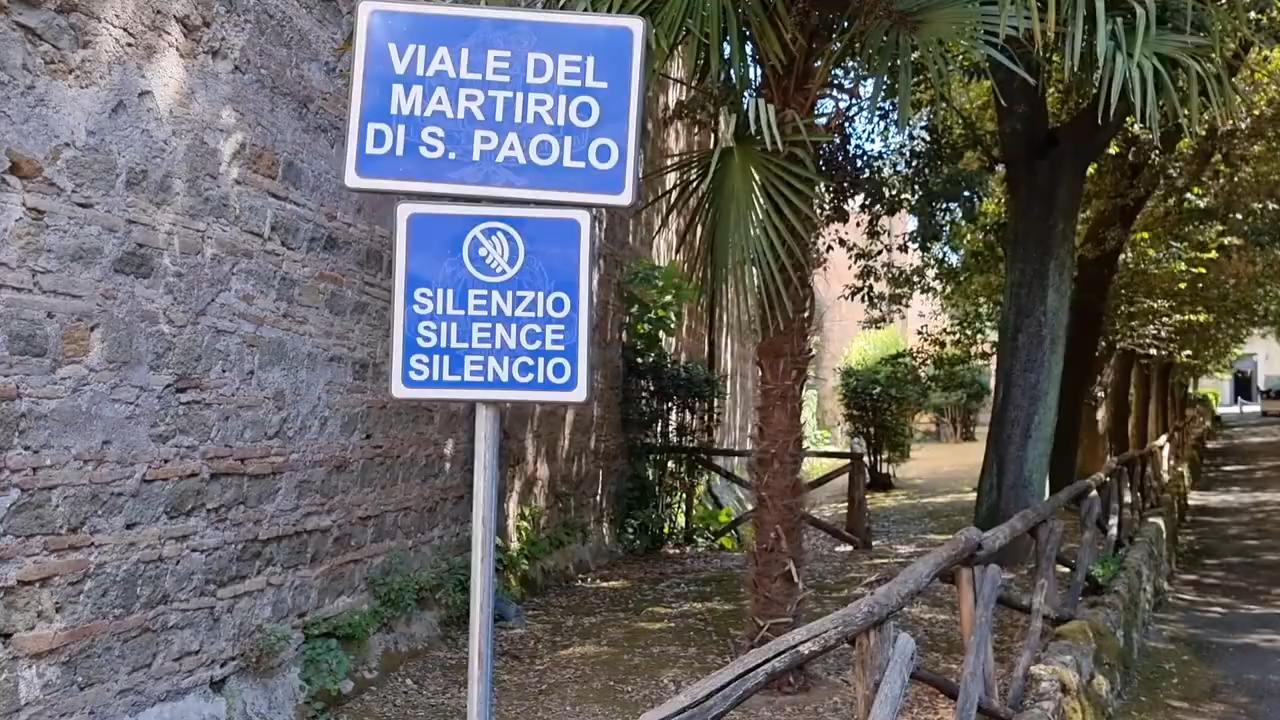 VIALE DEL
MARTIRIO
DI S. PAOLO
SILENZIO
SILENCE
SILENCIO